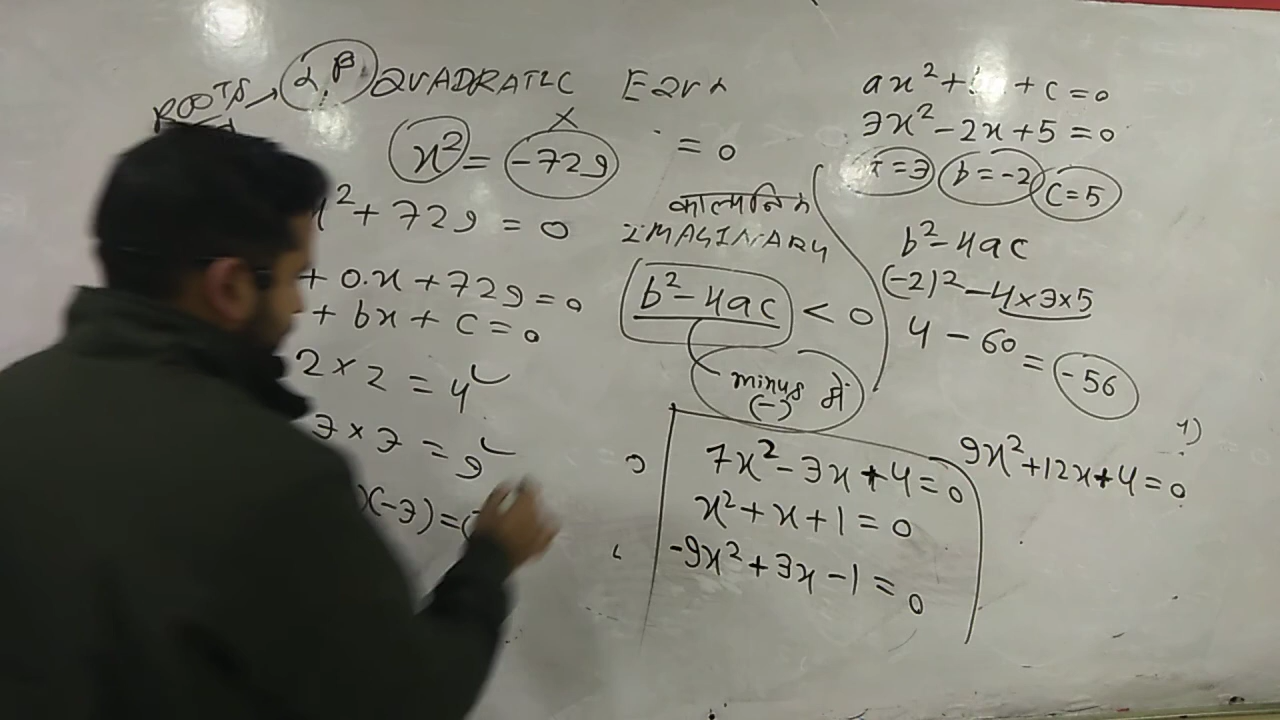 ROOTS → α, β QUADRATIC EQUN
x² = -729 × = 0
x² + 729 = 0
+ 0.x + 729 = 0
+ bx + c = 0
2 × 2 = 4
3 × 3 = 9
)(-3) = (
काल्पनिक
IMAGINARY
b² - 4ac < 0
minus में
(-)
ax² + + c = 0
3x² - 2x + 5 = 0
a = 3 b = -2 C = 5
b² - 4ac
(-2)² - 4×3×5
4 - 60 = -56
7x² - 3x + 4 = 0
x² + x + 1 = 0
-9x² + 3x - 1 = 0
1)
9x² + 12x + 4 = 0